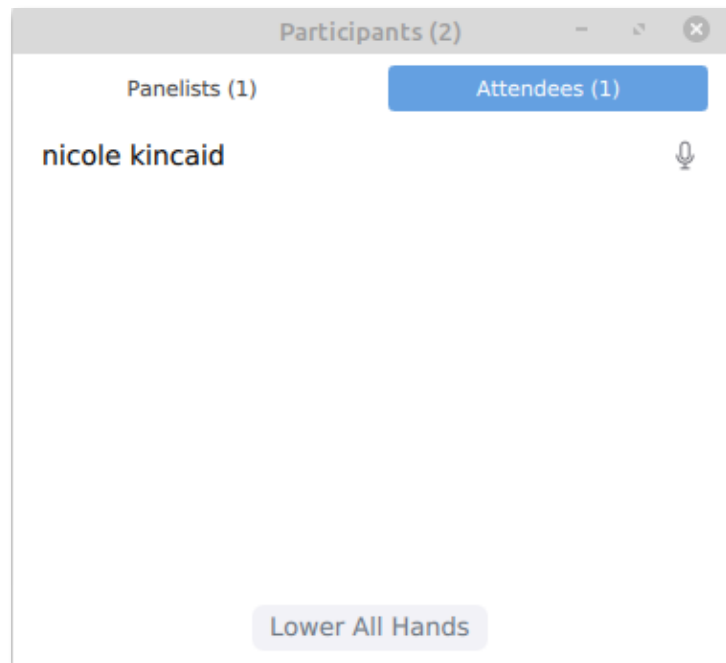 Participants (2)
Panelists (1) Attendees (1)
nicole kincaid
Lower All Hands